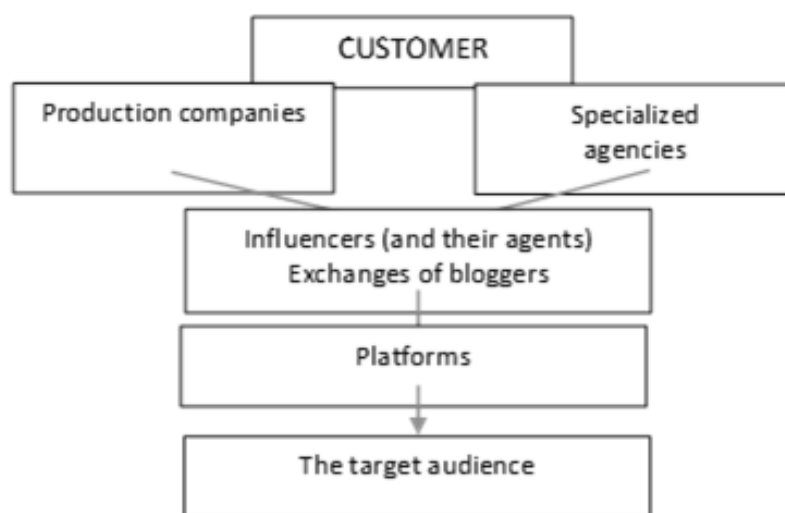 CUSTOMER
Production companies
Specialized
agencies
Influencers (and their agents)
Exchanges of bloggers
Platforms
The target audience